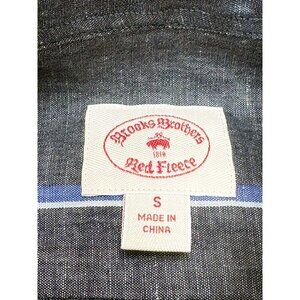 Brooks Brothers
1818
Red Fleece
S
MADE IN
CHINA